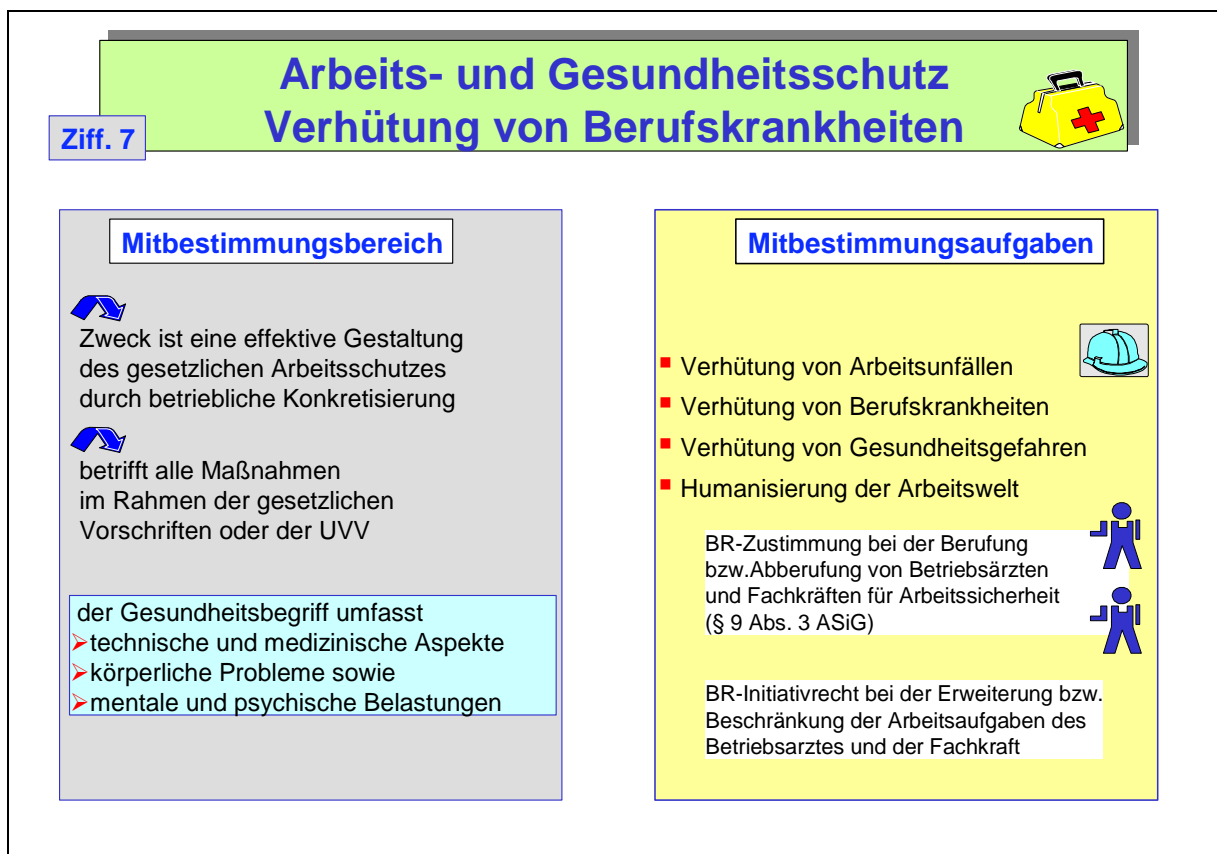 Arbeits- und Gesundheitsschutz
Verhütung von Berufskrankheiten
Ziff. 7
Mitbestimmungsbereich
Zweck ist eine effektive Gestaltung
des gesetzlichen Arbeitsschutzes
durch betriebliche Konkretisierung
betrifft alle Maßnahmen
im Rahmen der gesetzlichen
Vorschriften oder der UVV
der Gesundheitsbegriff umfasst
technische und medizinische Aspekte
körperliche Probleme sowie
mentale und psychische Belastungen
Mitbestimmungsaufgaben
Verhütung von Arbeitsunfällen
Verhütung von Berufskrankheiten
Verhütung von Gesundheitsgefahren
Humanisierung der Arbeitswelt
BR-Zustimmung bei der Berufung
bzw.Abberufung von Betriebsärzten
und Fachkräften für Arbeitssicherheit
(§ 9 Abs. 3 ASiG)
BR-Initiativrecht bei der Erweiterung bzw.
Beschränkung der Arbeitsaufgaben des
Betriebsarztes und der Fachkraft